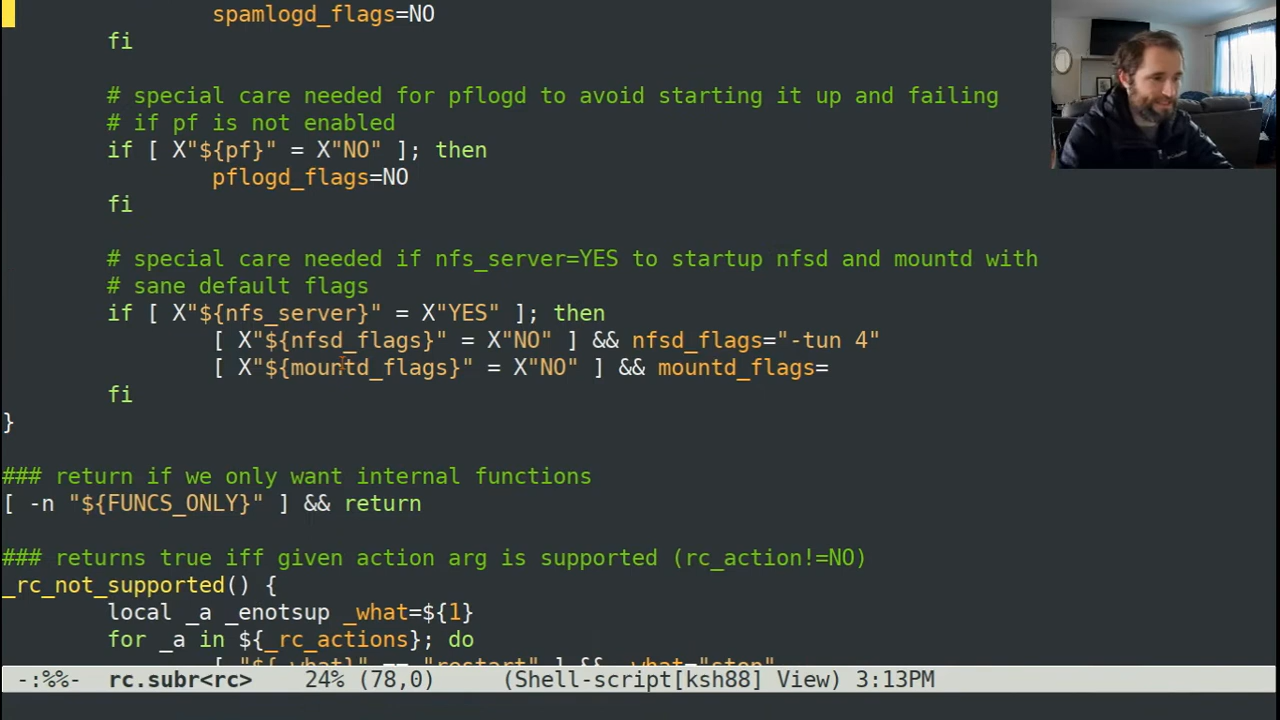 spamlogd_flags=NO
fi
# special care needed for pflogd to avoid starting it up and failing
# if pf is not enabled
if [ X"${pf}" = X"NO" ]; then
pflogd_flags=NO
fi
# special care needed if nfs_server=YES to startup nfsd and mountd with
# sane default flags
if [ X"${nfs_server}" = X"YES" ]; then
[ X"${nfsd_flags}" = X"NO" ] && nfsd_flags="-tun 4"
[ X"${mountd_flags}" = X"NO" ] && mountd_flags=
fi
}
### return if we only want internal functions
[ -n "${FUNCS_ONLY}" ] && return
### returns true iff given action arg is supported (rc_action!=NO)
_rc_not_supported() {
local _a _enotsup _what=${1}
for _a in ${_rc_actions}; do
[ "${_what}" == "restart" ] && _what="stop"
-:%%- rc.subr<rc> 24% (78,0) (Shell-script[ksh88] View) 3:13PM